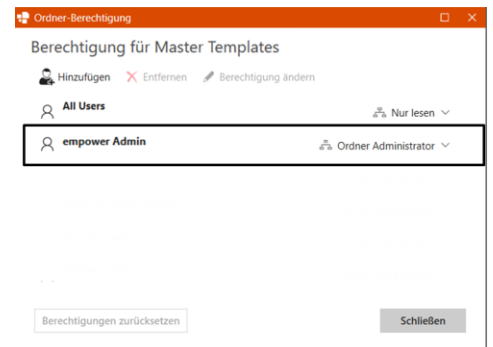 Ordner-Berechtigung
Berechtigung für Master Templates
Hinzufügen Entfernen Berechtigung ändern
All Users Nur lesen
empower Admin Ordner Administrator
Berechtigungen zurücksetzen Schließen